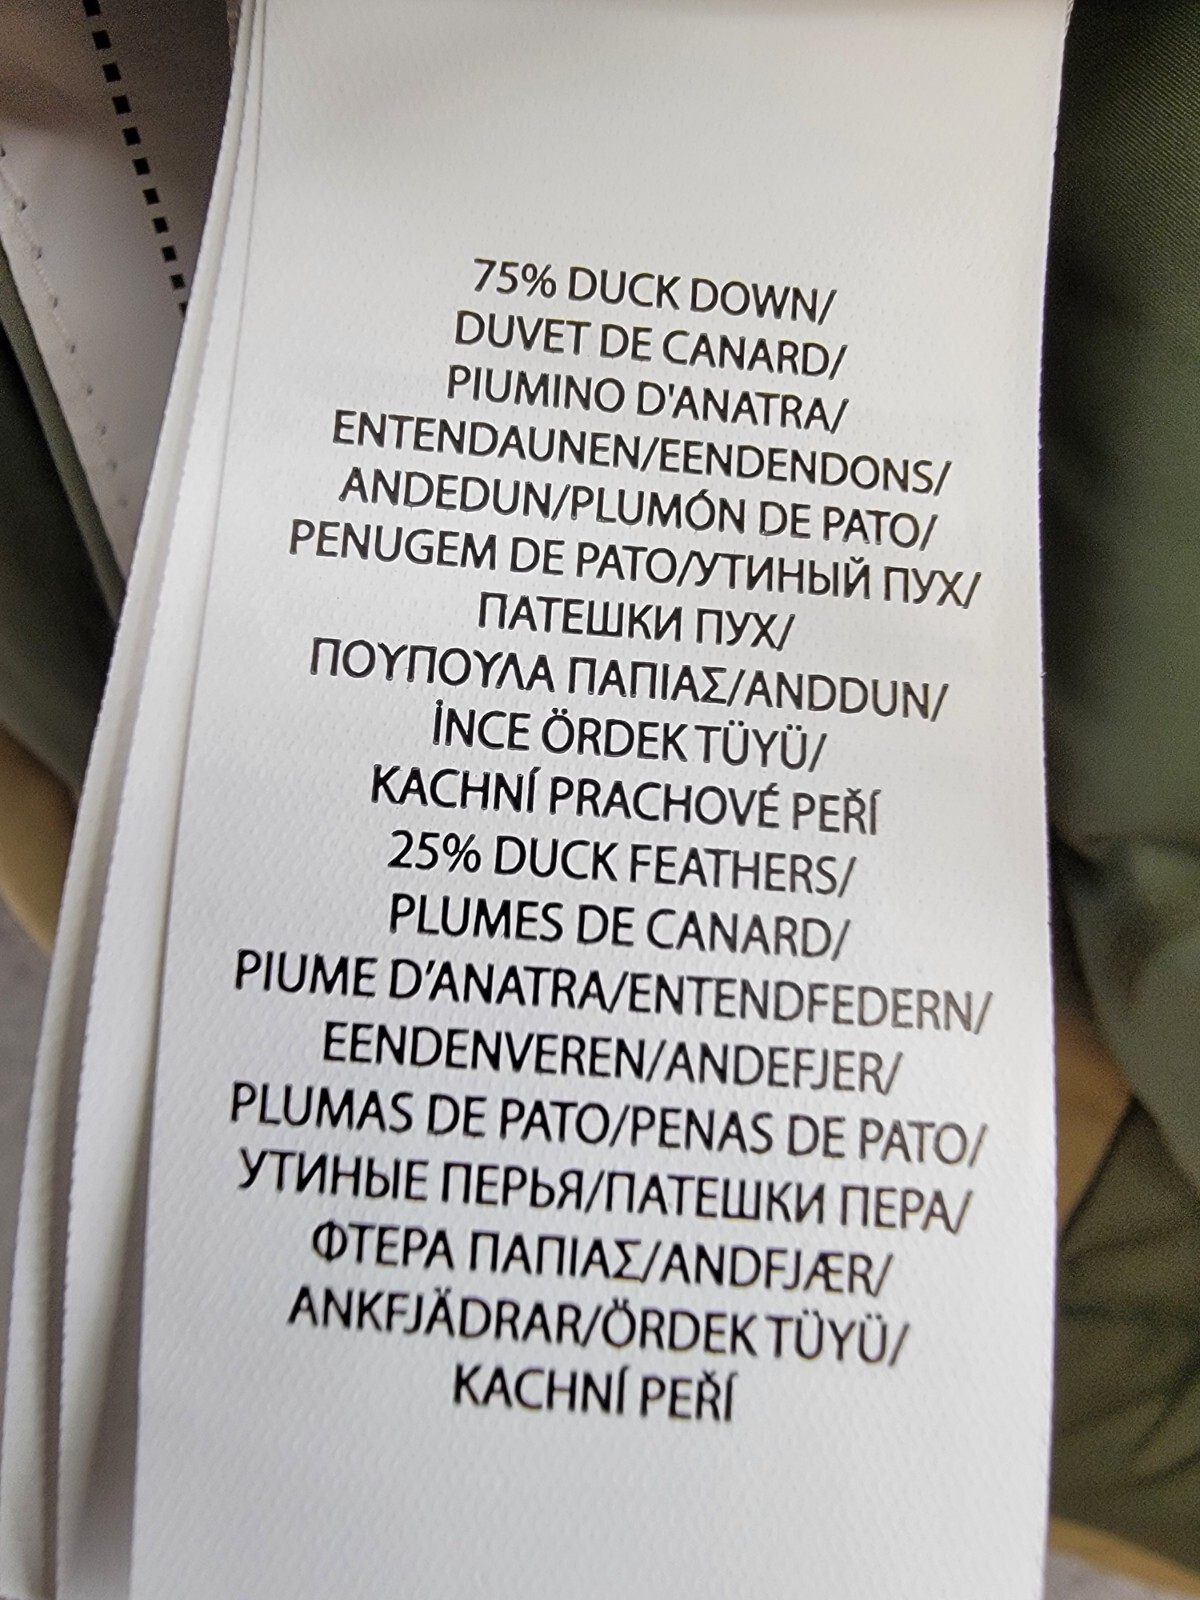 75% DUCK DOWN/
DUVET DE CANARD/
PIUMINO D'ANATRA/
ENTENDAUNEN/EENDENDONS/
ANDEDUN/PLUMÓN DE PATO/
PENUGEM DE PATO/УТИНЫЙ ПУХ/
ПАТЕШКИ ПУХ/
ΠΟΥΠΟΥΛΑ ΠΑΠΙΑΣ/ANDDUN/
İNCE ÖRDEK TÜYÜ/
KACHNÍ PRACHOVÉ PEŘÍ
25% DUCK FEATHERS/
PLUMES DE CANARD/
PIUME D’ANATRA/ENTENDFEDERN/
EENDENVEREN/ANDEFJER/
PLUMAS DE PATO/PENAS DE PATO/
УТИНЫЕ ПЕРЬЯ/ПАТЕШКИ ПЕРА/
ΦΤΕΡΑ ΠΑΠΙΑΣ/ANDFJÆR/
ANKFJÄDRAR/ÖRDEK TÜYÜ/
KACHNÍ PEŘÍ